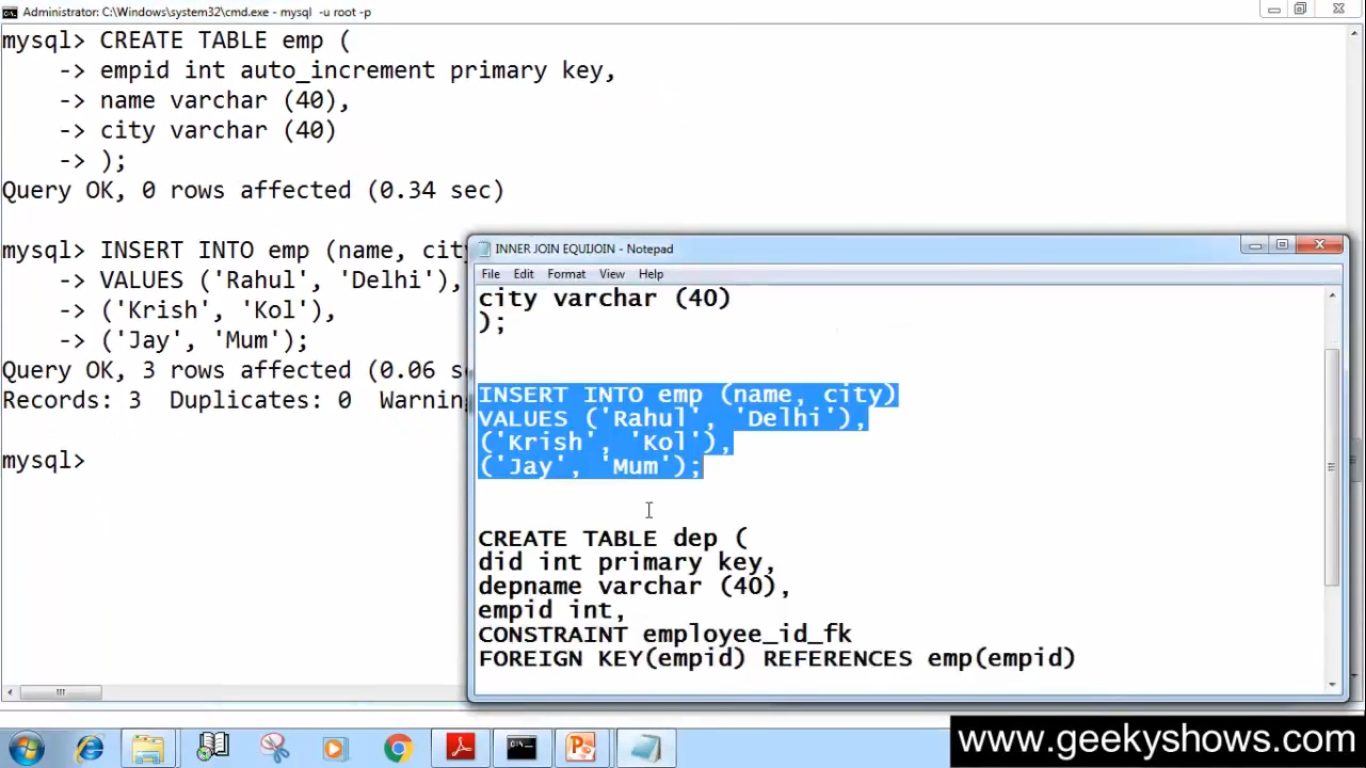 Administrator: C:\Windows\system32\cmd.exe - mysql -u root -p
mysql> CREATE TABLE emp (
-> empid int auto_increment primary key,
-> name varchar (40),
-> city varchar (40)
-> );
Query OK, 0 rows affected (0.34 sec)
mysql> INSERT INTO emp (name, cit
-> VALUES ('Rahul', 'Delhi'),
-> ('Krish', 'Kol'),
-> ('Jay', 'Mum');
Query OK, 3 rows affected (0.06 s
Records: 3 Duplicates: 0 Warnin
mysql>
INNER JOIN EQUIJOIN - Notepad
File Edit Format View Help
city varchar (40)
);
INSERT INTO emp (name, city)
VALUES ('Rahul', 'Delhi'),
('Krish', 'Kol'),
('Jay', 'Mum');
CREATE TABLE dep (
did int primary key,
depname varchar (40),
empid int,
CONSTRAINT employee_id_fk
FOREIGN KEY(empid) REFERENCES emp(empid)
www.geekyshows.com